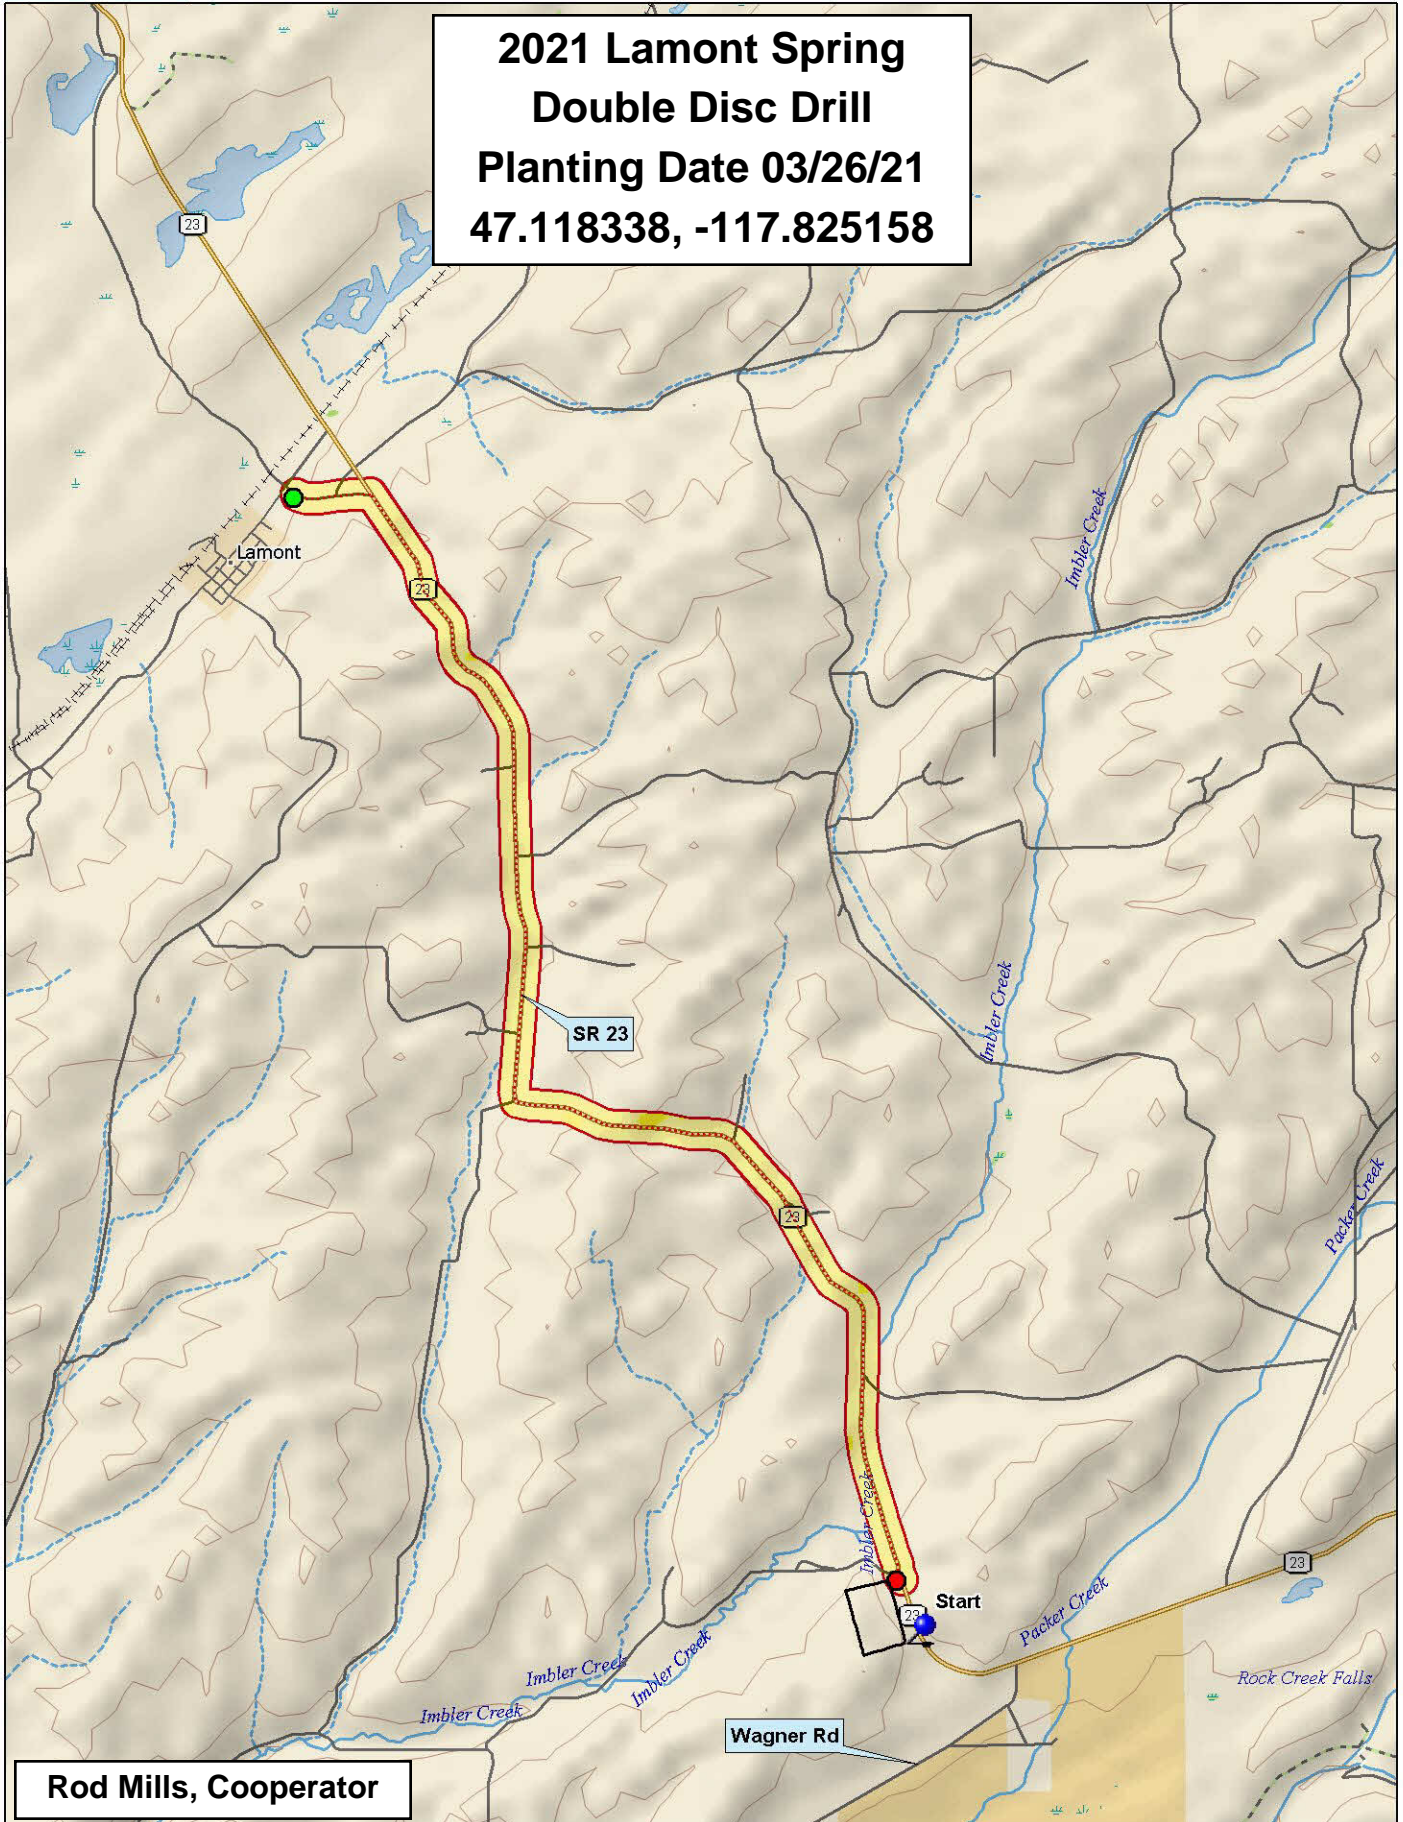 2021 Lamont Spring
Double Disc Drill
Planting Date 03/26/21
47.118338, -117.825158
23
Imbler Creek
Lamont
23
Imbler Creek
SR 23
Packer Creek
23
Imbler Creek
23
Start
23
Packer Creek
Imbler Creek
Imbler Creek
Rock Creek Falls
Imbler Creek
Wagner Rd
Rod Mills, Cooperator